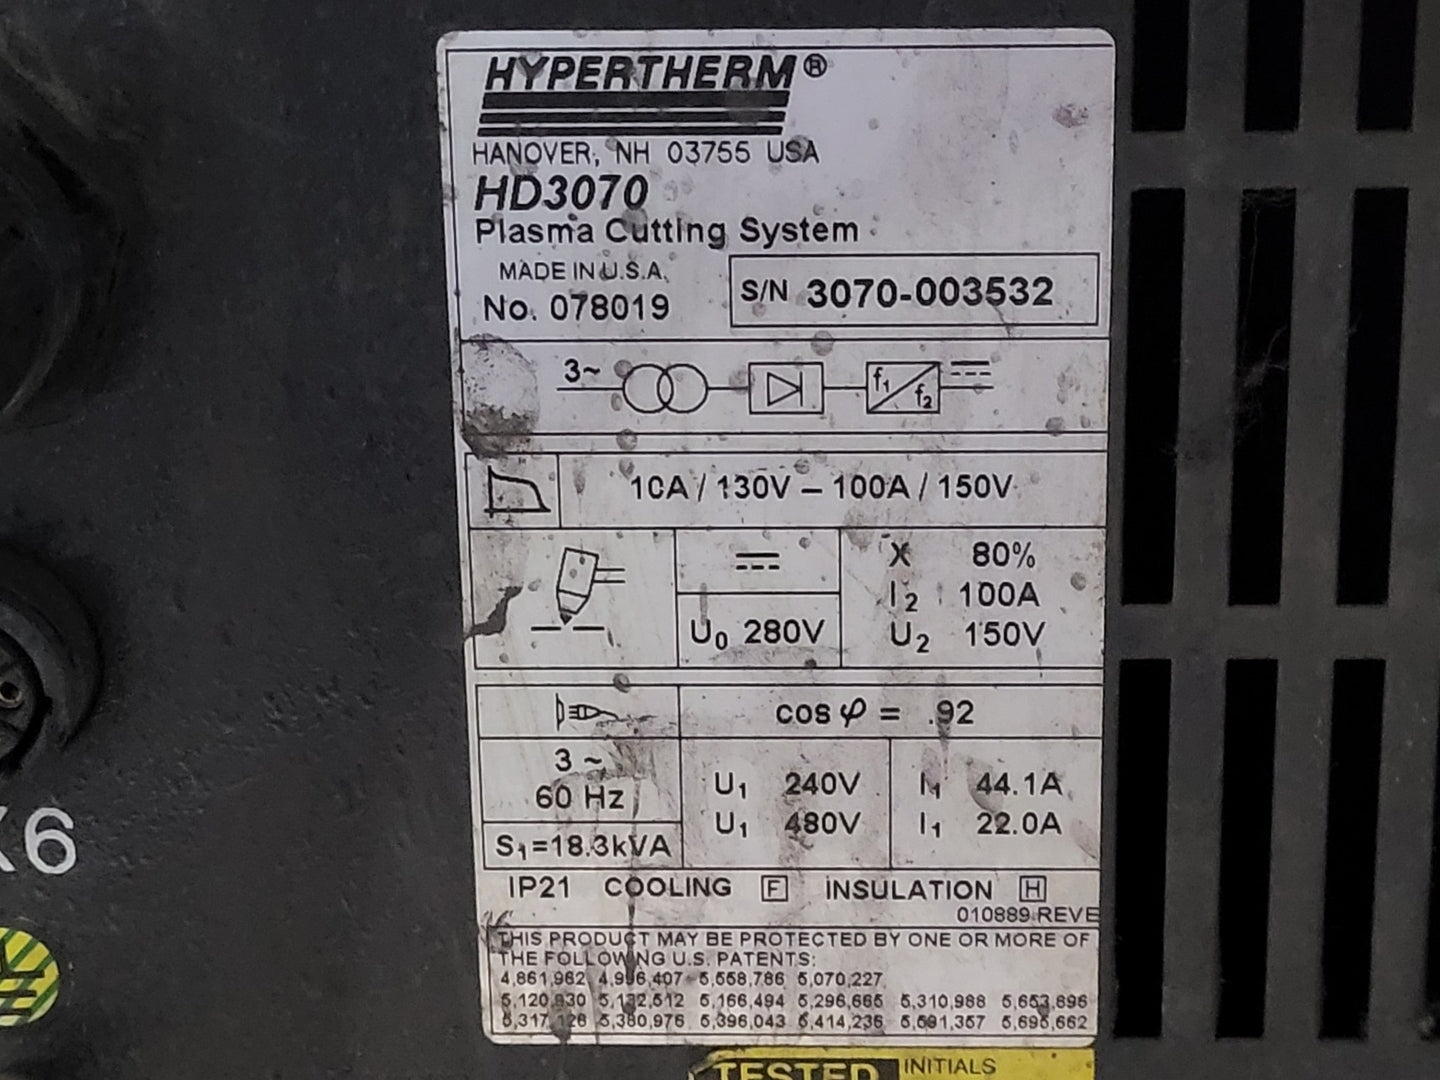 HYPERTHERM®
HANOVER, NH 03755 USA
HD3070
Plasma Cutting System
MADE IN U.S.A.
No. 078019
S/N 3070-003532
3~
f1
f2
10A / 130V – 100A / 150V
X 80%
I2 100A
U0 280V
U2 150V
cos φ = .92
3 ~
60 Hz
U1 240V I1 44.1A
U1 480V I1 22.0A
S1=18.3kVA
IP21 COOLING F INSULATION H
010889 REVE
THIS PRODUCT MAY BE PROTECTED BY ONE OR MORE OF
THE FOLLOWING U.S. PATENTS:
4,861,962 4,996,407 5,558,786 5,070,227
5,120,930 5,132,512 5,166,494 5,296,665 5,310,988 5,653,896
5,317,126 5,380,976 5,396,043 5,414,236 5,591,357 5,695,662
X6
TESTED INITIALS